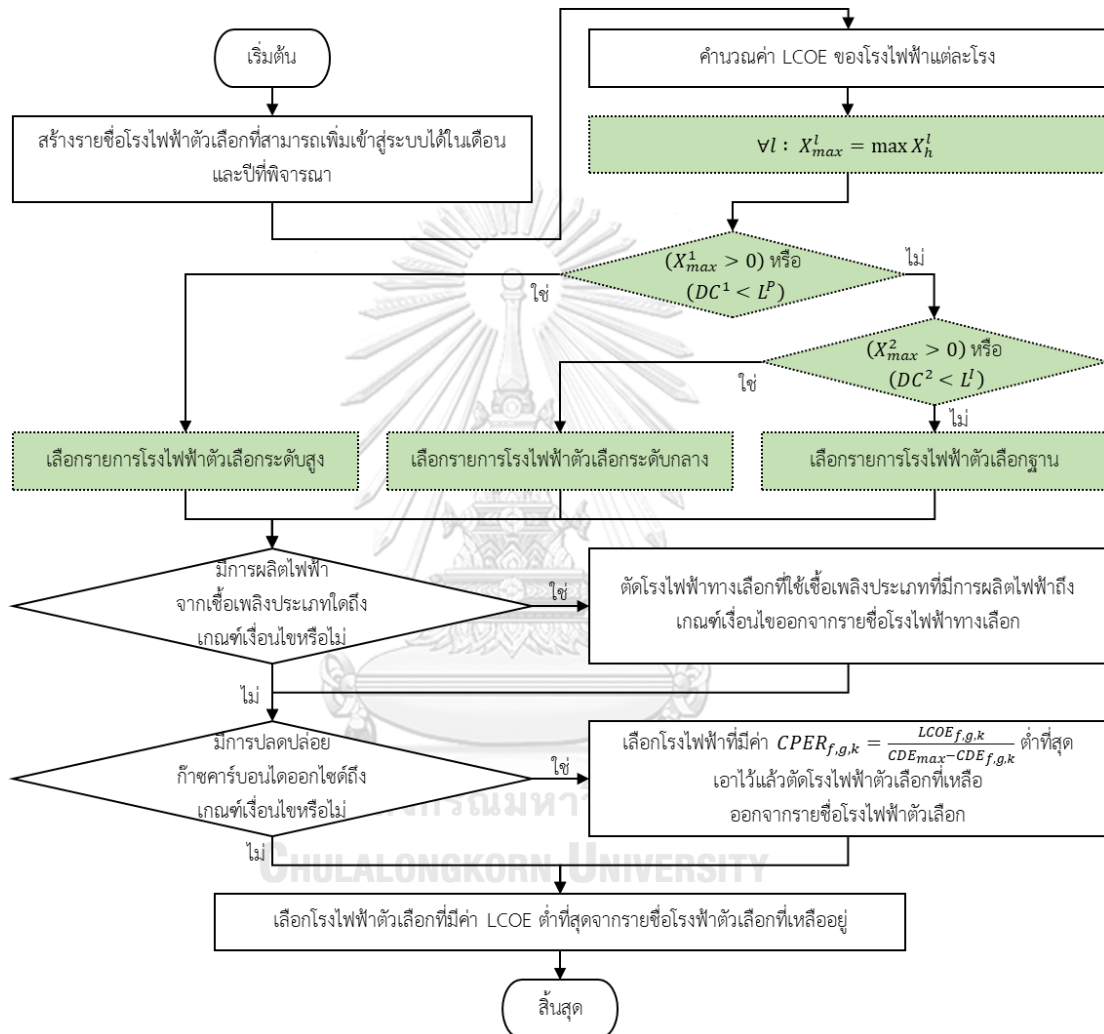 เริ่มต้น
สร้างรายชื่อโรงไฟฟ้าตัวเลือกที่สามารถเพิ่มเข้าสู่ระบบได้ในเดือน
และปีที่พิจารณา
คำนวณค่า LCOE ของโรงไฟฟ้าแต่ละโรง
∀l : X^l_max = max X^l_h
(X^1_max > 0) หรือ
(DC^1 < L^P)
ใช่
ไม่
(X^2_max > 0) หรือ
(DC^2 < L^I)
ใช่
ไม่
เลือกรายการโรงไฟฟ้าตัวเลือกระดับสูง
เลือกรายการโรงไฟฟ้าตัวเลือกระดับกลาง
เลือกรายการโรงไฟฟ้าตัวเลือกฐาน
มีการผลิตไฟฟ้า
จากเชื้อเพลิงประเภทใดถึง
เกณฑ์เงื่อนไขหรือไม่
ใช่
ตัดโรงไฟฟ้าทางเลือกที่ใช้เชื้อเพลิงประเภทที่มีการผลิตไฟฟ้าถึง
เกณฑ์เงื่อนไขออกจากรายชื่อโรงไฟฟ้าทางเลือก
ไม่
มีการปลดปล่อย
ก๊าซคาร์บอนไดออกไซด์ถึง
เกณฑ์เงื่อนไขหรือไม่
ใช่
เลือกโรงไฟฟ้าที่มีค่า CPER_f,g,k = LCOE_f,g,k / (CDE_max−CDE_f,g,k) ต่ำที่สุด
เอาไว้แล้วตัดโรงไฟฟ้าตัวเลือกที่เหลือ
ออกจากรายชื่อโรงไฟฟ้าตัวเลือก
ไม่
CHULALONGKORN UNIVERSITY
เลือกโรงไฟฟ้าตัวเลือกที่มีค่า LCOE ต่ำที่สุดจากรายชื่อโรงฟ้าตัวเลือกที่เหลืออยู่
สิ้นสุด